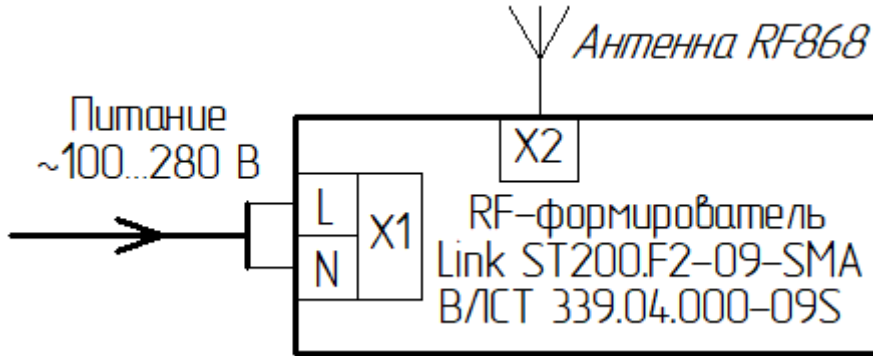 Антенна RF868
Питание
~100...280 В
X2
L
N
X1
RF-формирователь
Link ST200.F2-09-SMA
ВЛСТ 339.04.000-09S